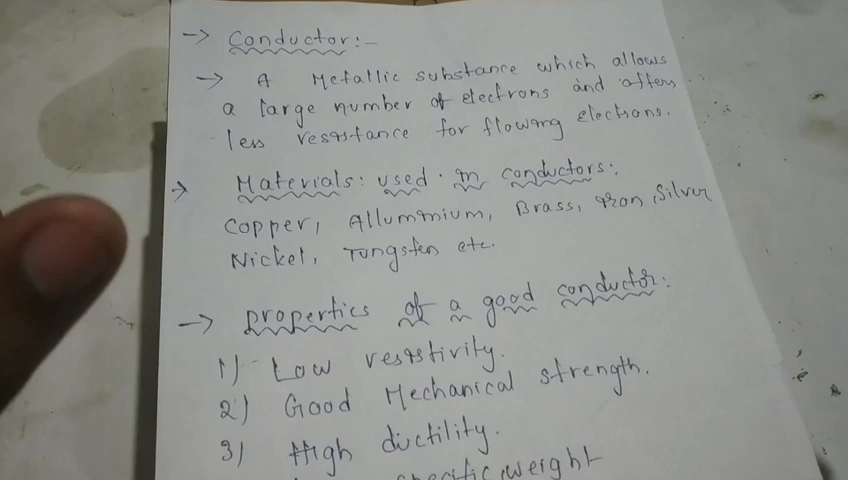 -> Conductor:-
-> A Metallic substance which allows
a large number of electrons and offers
less resistance for flowing electrons.
-> Materials: used in conductors:
Copper, Alluminium, Brass, Iron, Silver
Nickel, Tungsten etc.
-> properties of a good conductor:
1) Low resistivity.
2) Good Mechanical strength.
3) High ductility.
specific weight